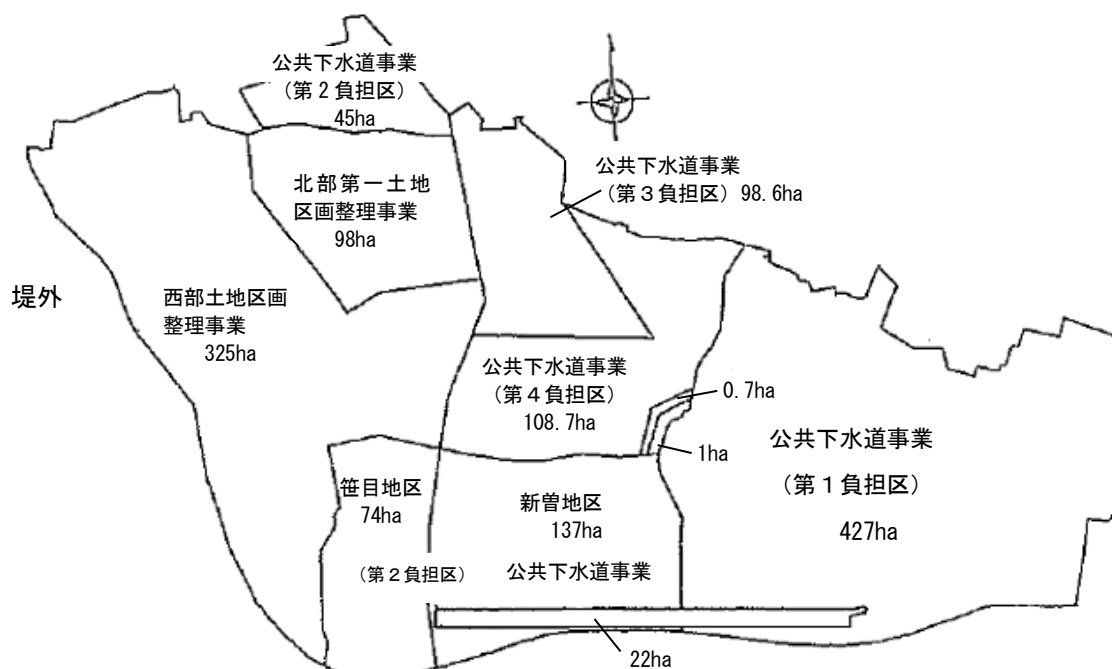 公共下水道事業
(第２負担区)
45ha
公共下水道事業
(第３負担区) 98.6ha
北部第一土地
区画整理事業
98ha
堤外
西部土地区画
整理事業
325ha
公共下水道事業
(第４負担区)
108.7ha
0.7ha
1ha
公共下水道事業
(第１負担区)
427ha
笹目地区
74ha
新曽地区
137ha
(第２負担区)
公共下水道事業
22ha